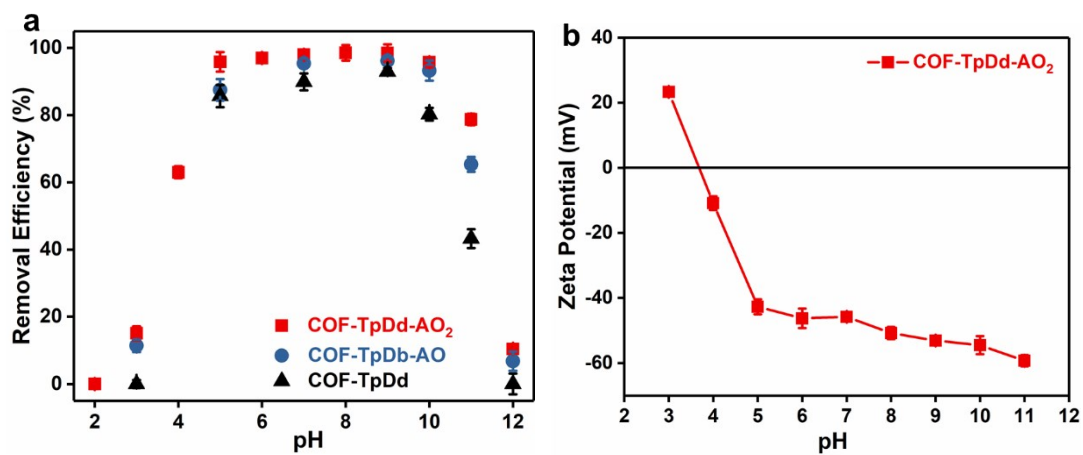 a
Removal Efficiency (%)
100
80
60
40
20
0
2 4 6 8 10 12
pH
COF-TpDd-AO₂
COF-TpDb-AO
COF-TpDd
b
Zeta Potential (mV)
40
20
0
-20
-40
-60
2 3 4 5 6 7 8 9 10 11 12
pH
COF-TpDd-AO₂